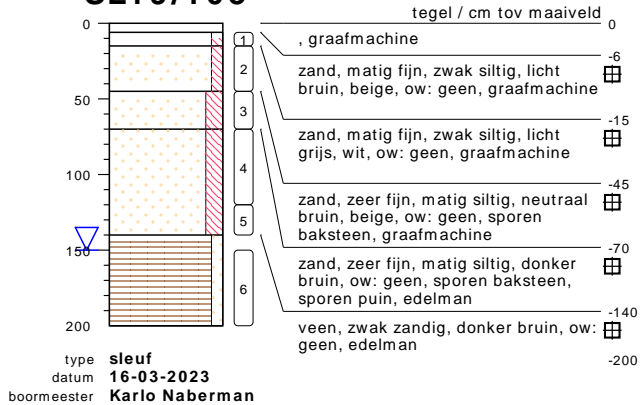 tegel / cm tov maaiveld
0
0
, graafmachine
1
-6
zand, matig fijn, zwak siltig, licht
bruin, beige, ow: geen, graafmachine
2
50
-15
zand, matig fijn, zwak siltig, licht
grijs, wit, ow: geen, graafmachine
3
100
-45
zand, zeer fijn, matig siltig, neutraal
bruin, beige, ow: geen, sporen
baksteen, graafmachine
4
150
-70
zand, zeer fijn, matig siltig, donker
bruin, ow: geen, sporen baksteen,
sporen puin, edelman
5
200
-140
veen, zwak zandig, donker bruin, ow:
geen, edelman
6
-200
type sleuf
datum 16-03-2023
boormeester Karlo Naberman